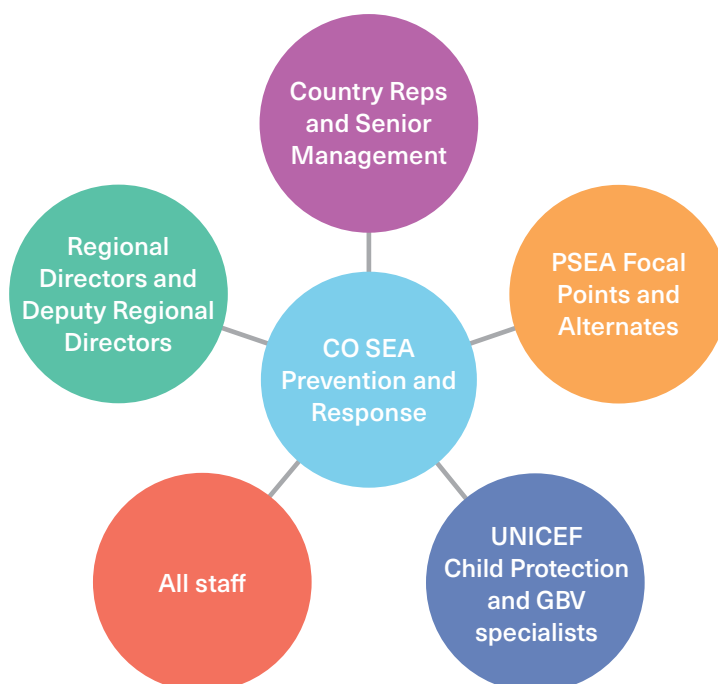 Country Reps
and Senior
Management
Regional
Directors and
Deputy Regional
Directors
PSEA Focal
Points and
Alternates
CO SEA
Prevention and
Response
All staff
UNICEF
Child Protection
and GBV
specialists